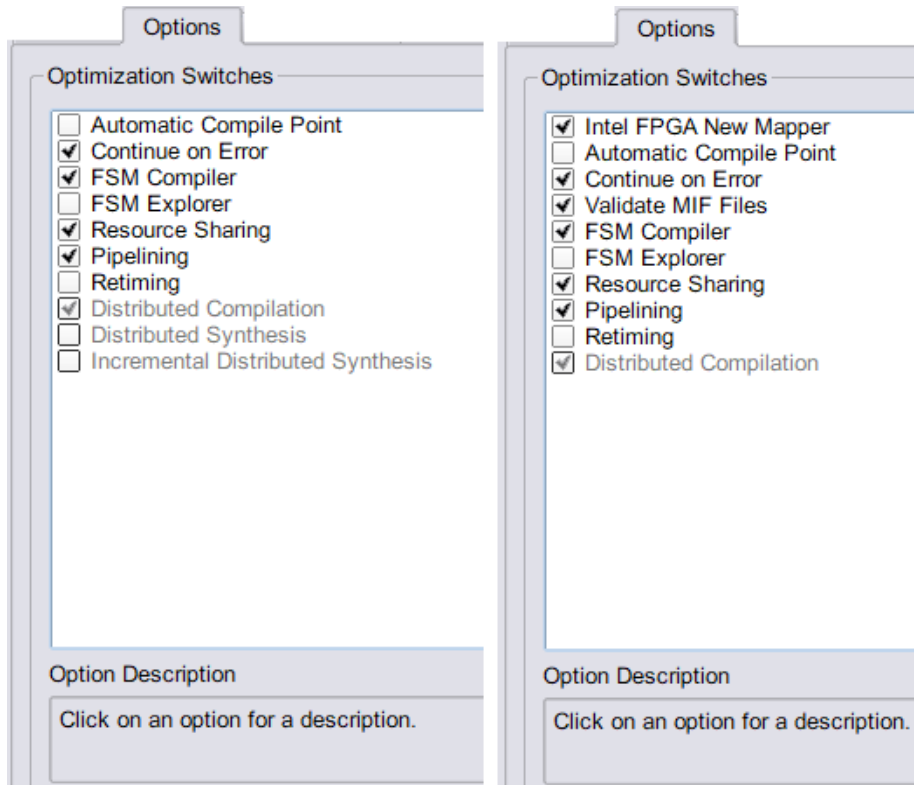 Options
Optimization Switches
Automatic Compile Point
Continue on Error
FSM Compiler
FSM Explorer
Resource Sharing
Pipelining
Retiming
Distributed Compilation
Distributed Synthesis
Incremental Distributed Synthesis
Option Description
Click on an option for a description.
Options
Optimization Switches
Intel FPGA New Mapper
Automatic Compile Point
Continue on Error
Validate MIF Files
FSM Compiler
FSM Explorer
Resource Sharing
Pipelining
Retiming
Distributed Compilation
Option Description
Click on an option for a description.